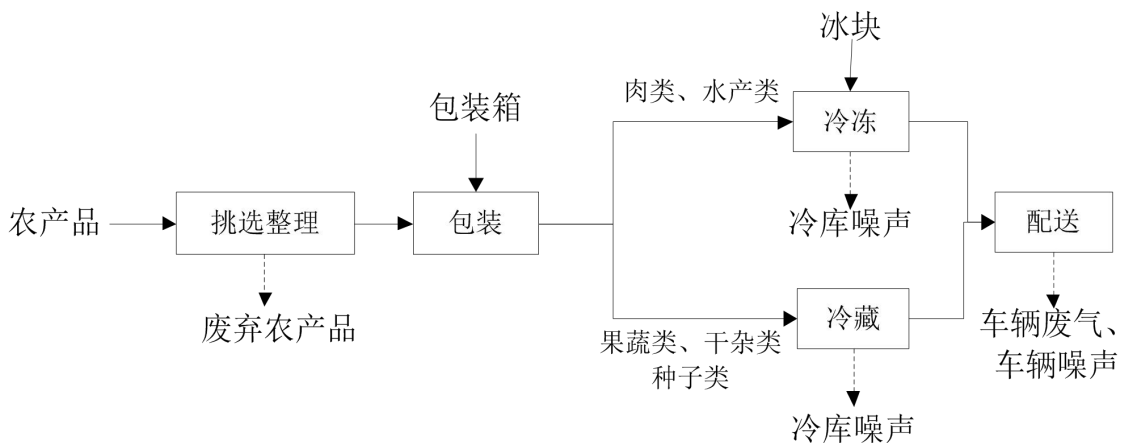 冰块
肉类、水产类
包装箱
冷冻
农产品
挑选整理
包装
冷库噪声
配送
废弃农产品
冷藏
果蔬类、干杂类
种子类
车辆废气、
车辆噪声
冷库噪声